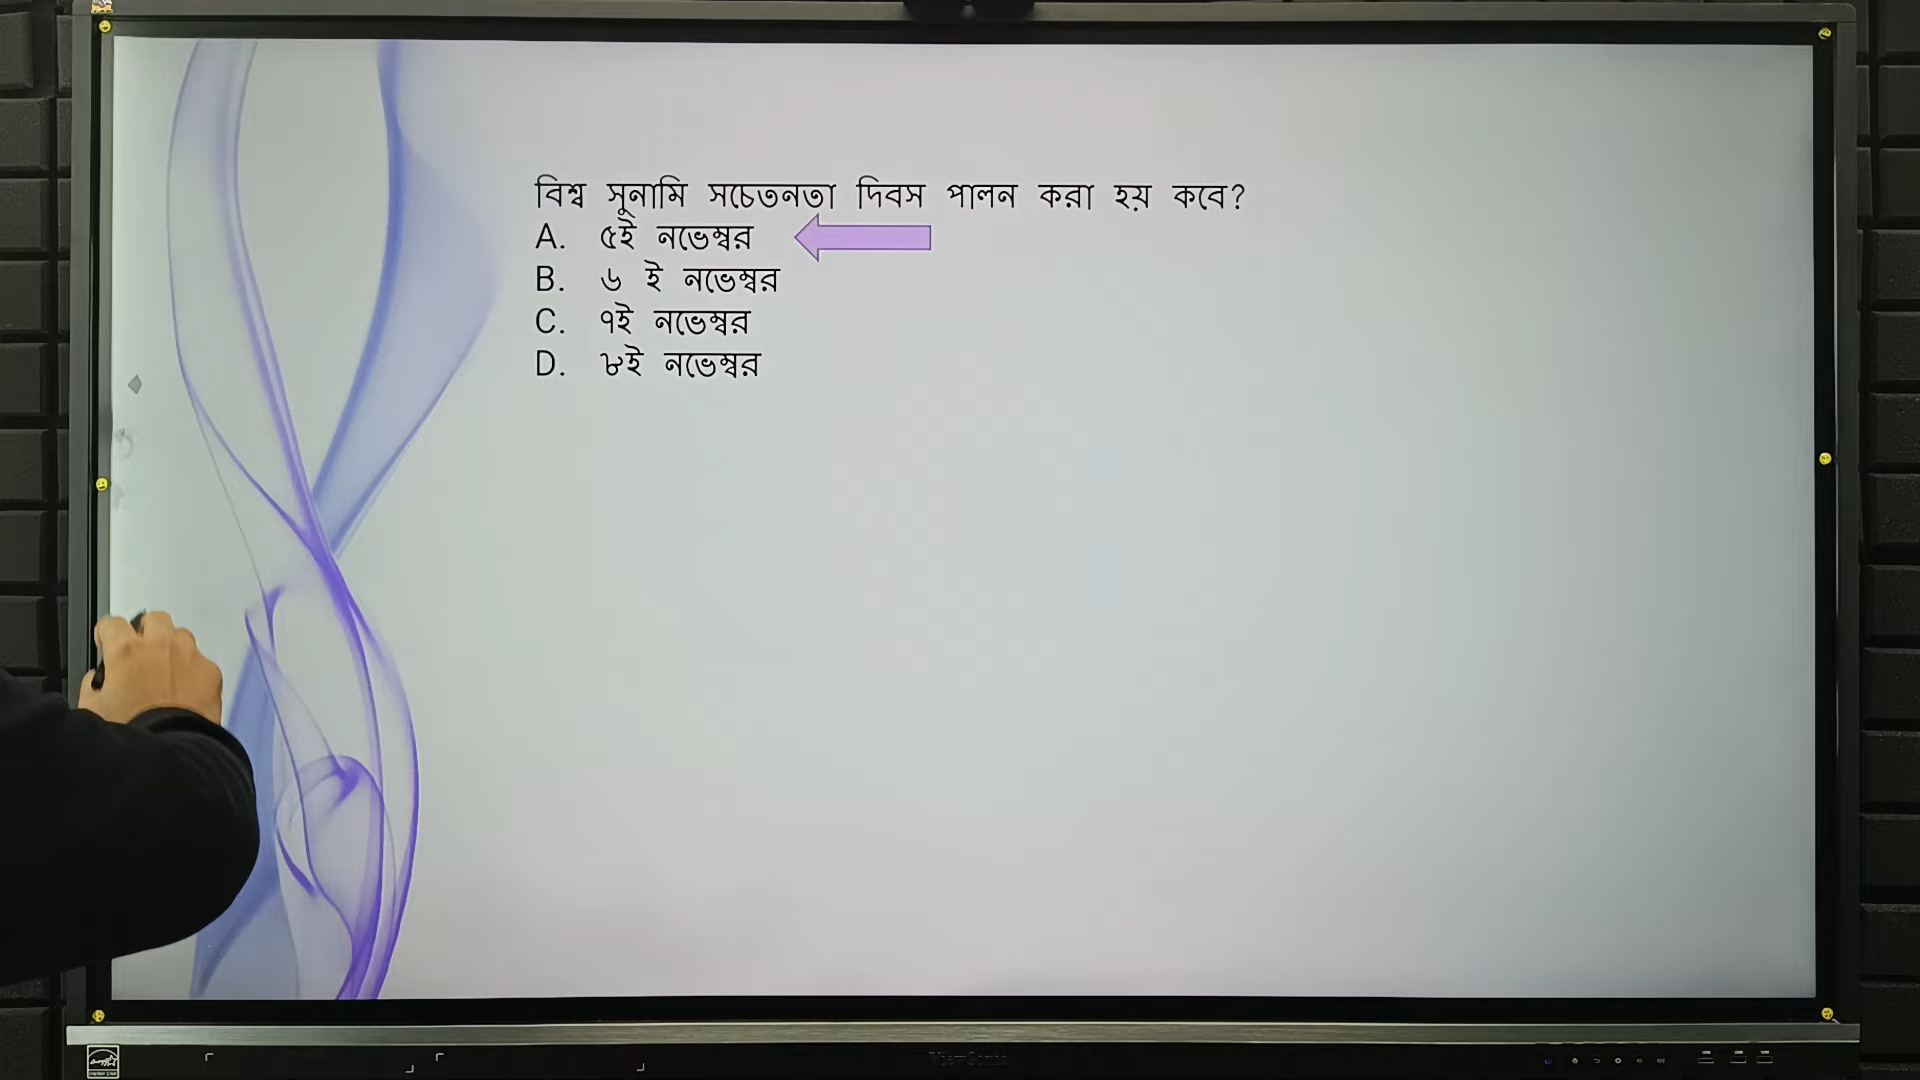 বিশ্ব সুনামি সচেতনতা দিবস পালন করা হয় কবে?
A. ৫ই নভেম্বর
B. ৬ ই নভেম্বর
C. ৭ই নভেম্বর
D. ৮ই নভেম্বর
ViewSonic